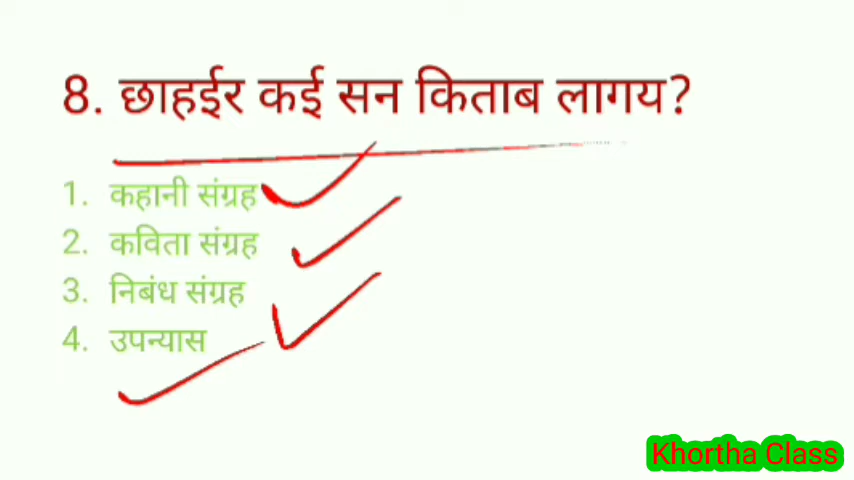 8. छाहईर कई सन किताब लागय?
1. कहानी संग्रह
2. कविता संग्रह
3. निबंध संग्रह
4. उपन्यास
Khortha Class